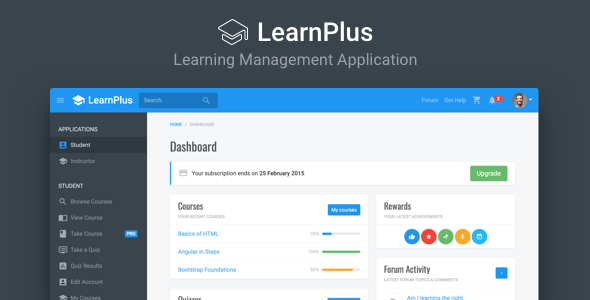 LearnPlus
Learning Management Application
LearnPlus
Search
Forum
Get Help
2
APPLICATIONS
Student
Instructor
STUDENT
Browse Courses
View Course
Take Course
PRO
Take a Quiz
Quiz Results
Edit Account
My Courses
HOME / DASHBOARD
Dashboard
Your subscription ends on 25 February 2015
Upgrade
Courses
YOUR RECENT COURSES
My courses
Basics of HTML
25%
Angular in Steps
100%
Bootstrap Foundations
80%
Quizzes
Rewards
YOUR LATEST ACHIEVEMENTS
Forum Activity
LATEST FORUM TOPICS & COMMENTS
Am I learning the right